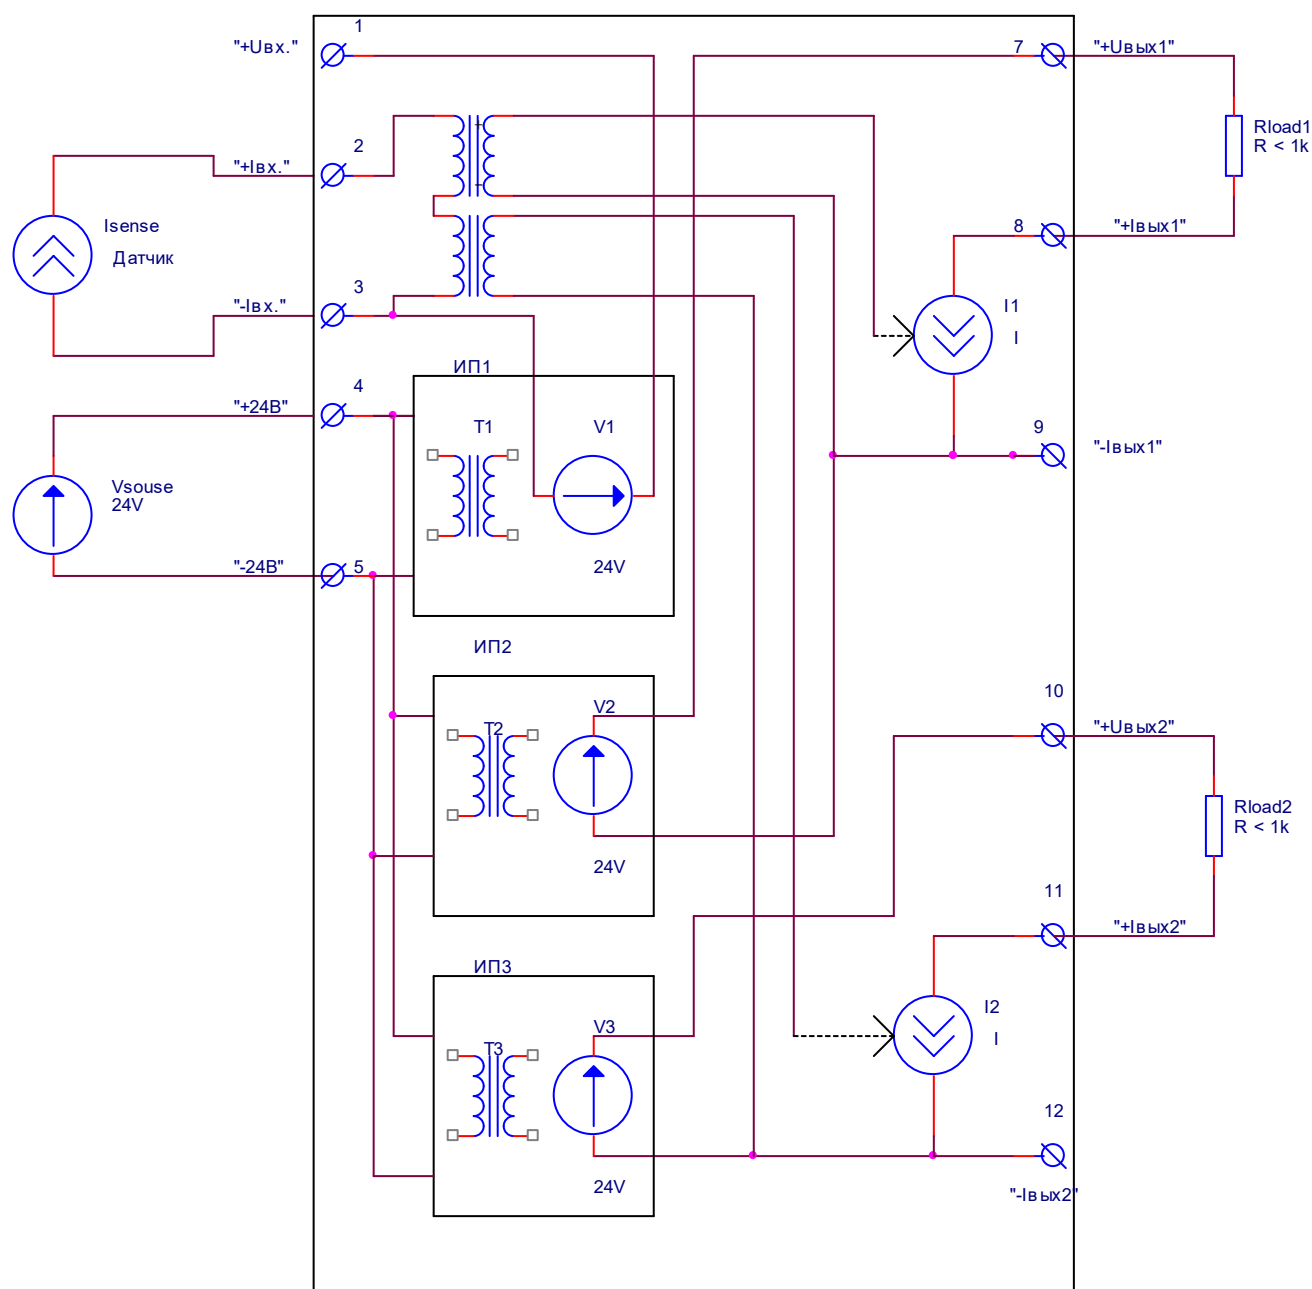 1
"+Uвх."
7
"+Uвых1"
Rload1
R < 1k
2
"+Iвх."
Isense
Датчик
8
"+Iвых1"
3
"-Iвх."
I1
I
ИП1
4
"+24В"
T1
V1
9
"-Iвых1"
Vsouse
24V
"-24В"
5
24V
ИП2
10
V2
"+Uвых2"
T2
Rload2
R < 1k
24V
11
"+Iвых2"
ИП3
I2
I
V3
T3
12
24V
"-Iвых2"
+
-